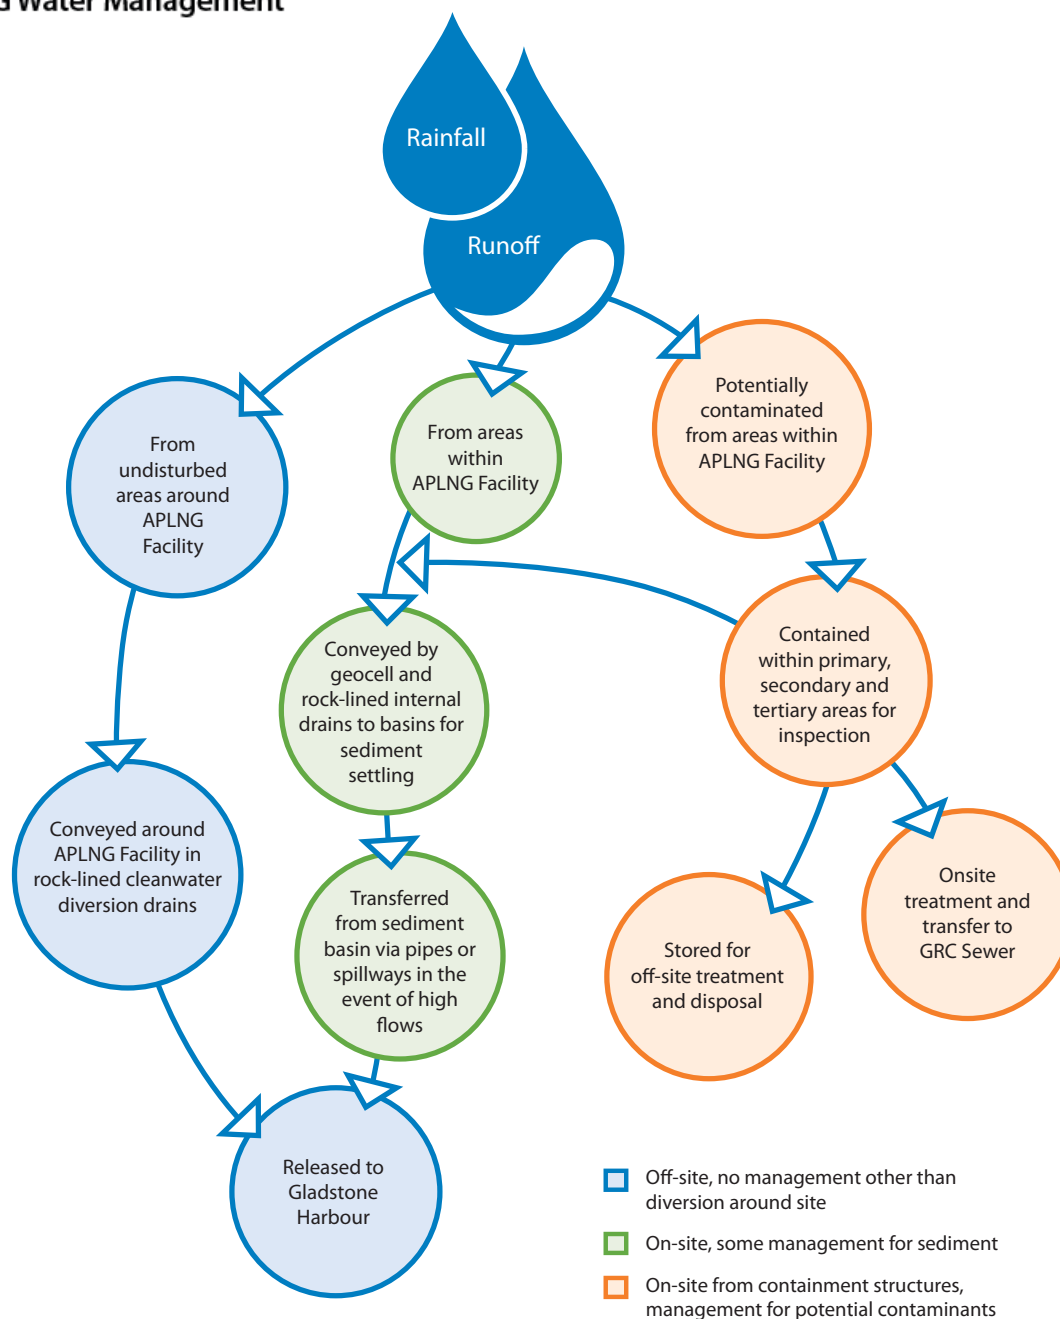 G Water Management
Rainfall
Runoff
From
undisturbed
areas around
APLNG
Facility
From areas
within
APLNG Facility
Potentially
contaminated
from areas within
APLNG Facility
Conveyed by
geocell and
rock-lined internal
drains to basins for
sediment
settling
Contained
within primary,
secondary and
tertiary areas for
inspection
Conveyed around
APLNG Facility in
rock-lined cleanwater
diversion drains
Transferred
from sediment
basin via pipes or
spillways in the
event of high
flows
Stored for
off-site treatment
and disposal
Onsite
treatment and
transfer to
GRC Sewer
Released to
Gladstone
Harbour
Off-site, no management other than
diversion around site
On-site, some management for sediment
On-site from containment structures,
management for potential contaminants